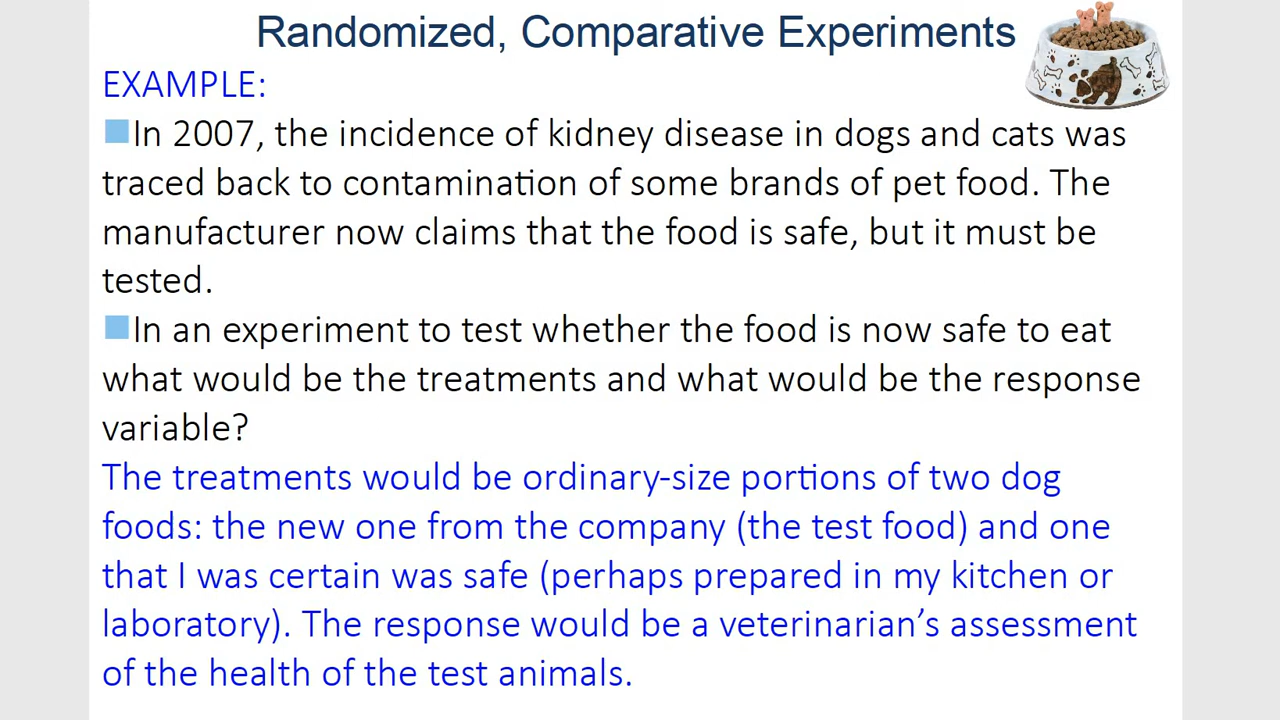 Randomized, Comparative Experiments
EXAMPLE:
In 2007, the incidence of kidney disease in dogs and cats was
traced back to contamination of some brands of pet food. The
manufacturer now claims that the food is safe, but it must be
tested.
In an experiment to test whether the food is now safe to eat
what would be the treatments and what would be the response
variable?
The treatments would be ordinary-size portions of two dog
foods: the new one from the company (the test food) and one
that I was certain was safe (perhaps prepared in my kitchen or
laboratory). The response would be a veterinarian’s assessment
of the health of the test animals.